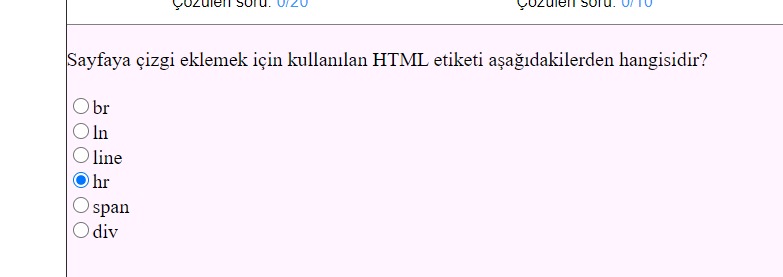 Çözülen soru: 0/20 Çözülen soru: 0/10
Sayfaya çizgi eklemek için kullanılan HTML etiketi aşağıdakilerden hangisidir?
br
ln
line
hr
span
div